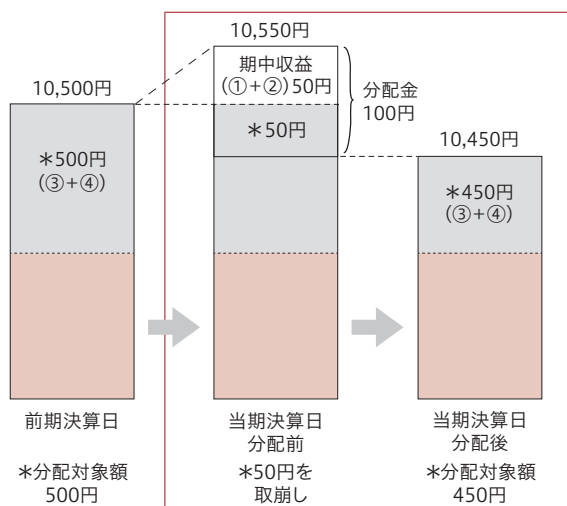 10,550円
期中収益
(①+②)50円
分配金
100円
10,500円
＊50円
10,450円
＊500円
(③+④)
＊450円
(③+④)
前期決算日
当期決算日
分配前
当期決算日
分配後
＊分配対象額
500円
＊50円を
取崩し
＊分配対象額
450円